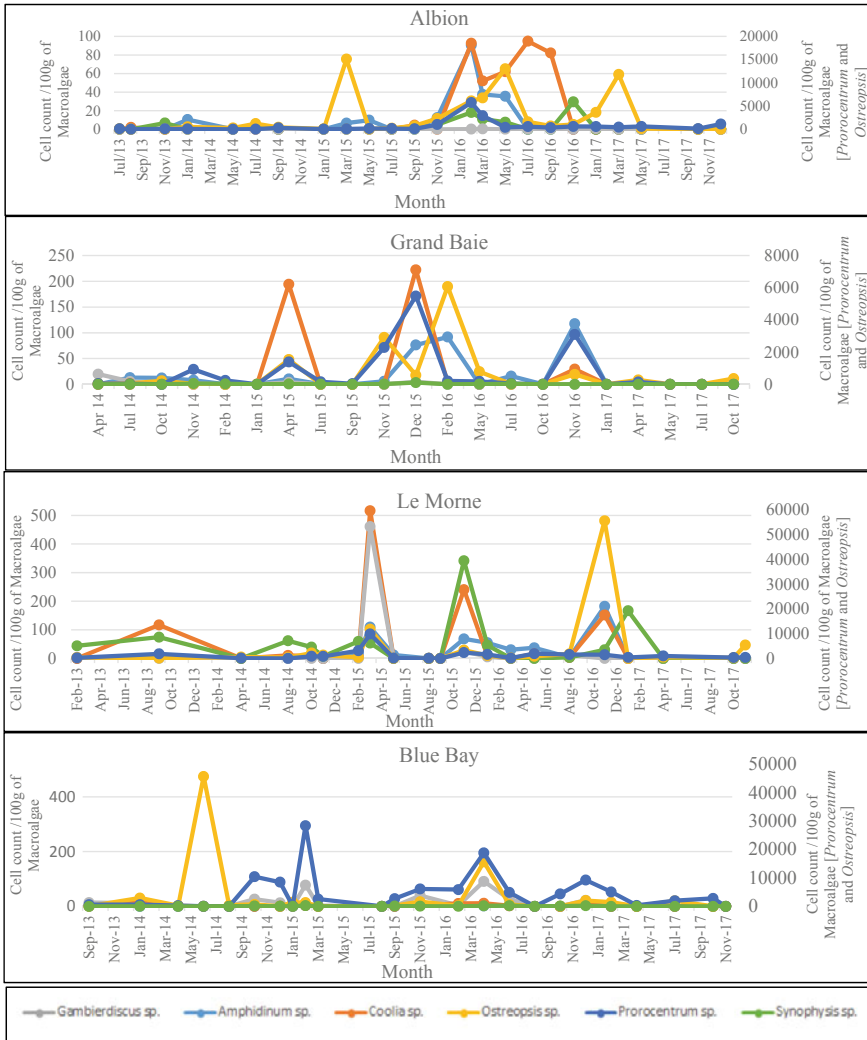 Albion
Cell count /100g of
Macroalgae
100
80
60
40
20
0
20000
15000
10000
5000
0
Cell count /100g of
Macroalgae
[Prorocentrum and
Ostreopsis]
Jul/13
Sep/13
Nov/13
Jan/14
Mar/14
May/14
Jul/14
Sep/14
Nov/14
Jan/15
Mar/15
May/15
Jul/15
Sep/15
Nov/15
Jan/16
Mar/16
May/16
Jul/16
Sep/16
Nov/16
Jan/17
Mar/17
May/17
Jul/17
Sep/17
Nov/17
Month
Grand Baie
Cell count /100g of
Macroalgae
250
200
150
100
50
0
8000
6000
4000
2000
0
Cell count /100g of
Macroalgae [Prorocentrum
and Ostreopsis]
Apr 14
Jul 14
Oct 14
Nov 14
Feb 14
Jan 15
Apr 15
Jun 15
Sep 15
Nov 15
Dec 15
Feb 16
May 16
Jul 16
Oct 16
Nov 16
Jan 17
Apr 17
May 17
Jul 17
Oct 17
Month
Le Morne
Cell count /100g of Macroalgae
500
400
300
200
100
0
60000
50000
40000
30000
20000
10000
0
Cell count /100g of Macroalgae
[Prorocentrum and Ostreopsis]
Feb-13
Apr-13
Jun-13
Aug-13
Oct-13
Dec-13
Feb-14
Apr-14
Jun-14
Aug-14
Oct-14
Dec-14
Feb-15
Apr-15
Jun-15
Aug-15
Oct-15
Dec-15
Feb-16
Apr-16
Jun-16
Aug-16
Oct-16
Dec-16
Feb-17
Apr-17
Jun-17
Aug-17
Oct-17
Month
Blue Bay
Cell count /100g of
Macroalgae
400
200
0
50000
40000
30000
20000
10000
0
Cell count /100g of
Macroalgae [Prorocentrum
and Ostreopsis]
Sep-13
Nov-13
Jan-14
Mar-14
May-14
Jul-14
Sep-14
Nov-14
Jan-15
Mar-15
May-15
Jul-15
Sep-15
Nov-15
Jan-16
Mar-16
May-16
Jul-16
Sep-16
Nov-16
Jan-17
Mar-17
May-17
Jul-17
Sep-17
Nov-17
Month
Gambierdiscus sp. Amphidinum sp. Coolia sp. Ostreopsis sp. Prorocentrum sp. Synophysis sp.